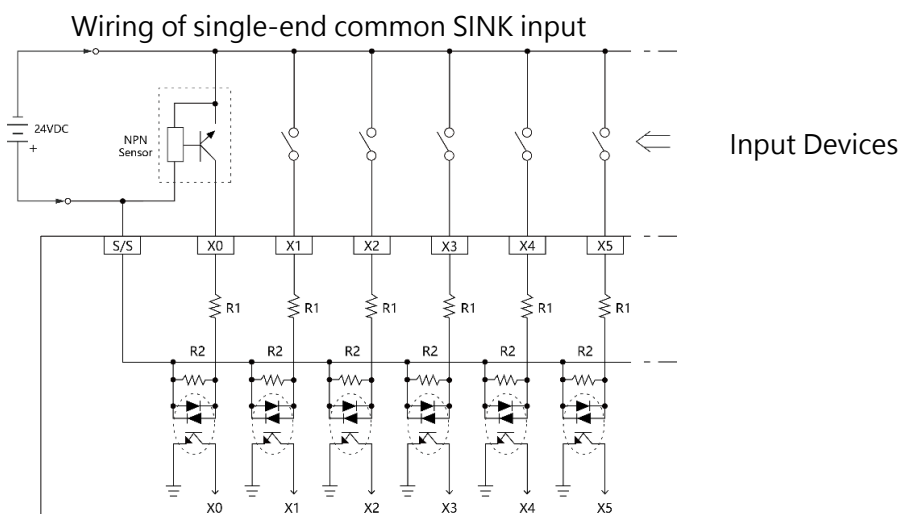 Wiring of single-end common SINK input
24VDC
+
NPN
Sensor
Input Devices
S/S X0 X1 X2 X3 X4 X5
R1 R1 R1 R1 R1 R1
R2 R2 R2 R2 R2 R2
X0 X1 X2 X3 X4 X5